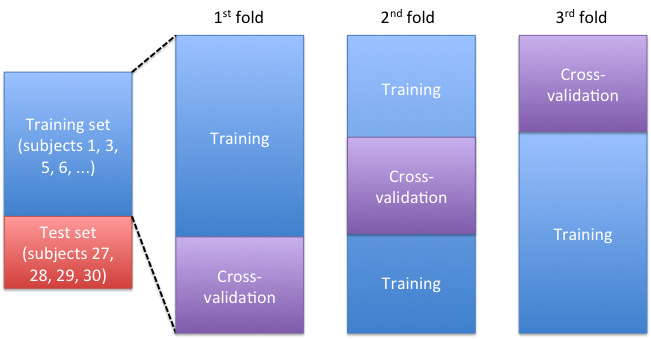 1st fold
2nd fold
3rd fold
Training set
(subjects 1, 3,
5, 6, ...)
Test set
(subjects 27,
28, 29, 30)
Training
Cross-
validation
Training
Cross-
validation
Training
Cross-
validation
Training